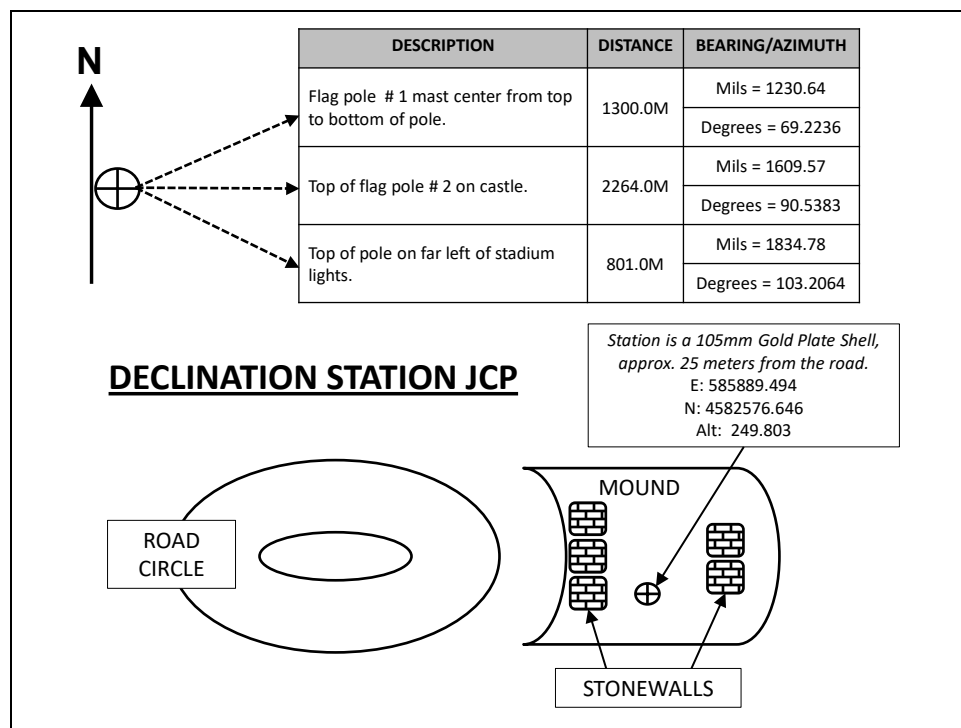 N
DESCRIPTION DISTANCE BEARING/AZIMUTH
Flag pole # 1 mast center from top
to bottom of pole.
1300.0M
Mils = 1230.64
Degrees = 69.2236
Top of flag pole # 2 on castle.
2264.0M
Mils = 1609.57
Degrees = 90.5383
Top of pole on far left of stadium
lights.
801.0M
Mils = 1834.78
Degrees = 103.2064
DECLINATION STATION JCP
Station is a 105mm Gold Plate Shell,
approx. 25 meters from the road.
E: 585889.494
N: 4582576.646
Alt: 249.803
MOUND
ROAD
CIRCLE
STONEWALLS